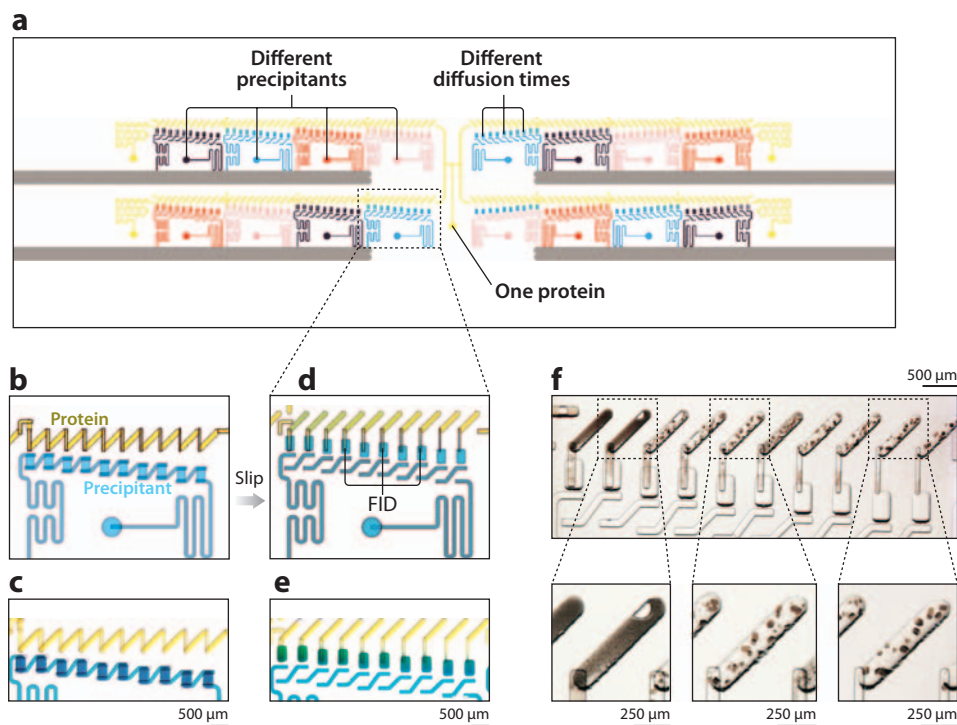 a
Different
precipitants
Different
diffusion times
One protein
b
Protein
Precipitant
Slip
d
FID
f
500 μm
c
500 μm
e
500 μm
250 μm
250 μm
250 μm